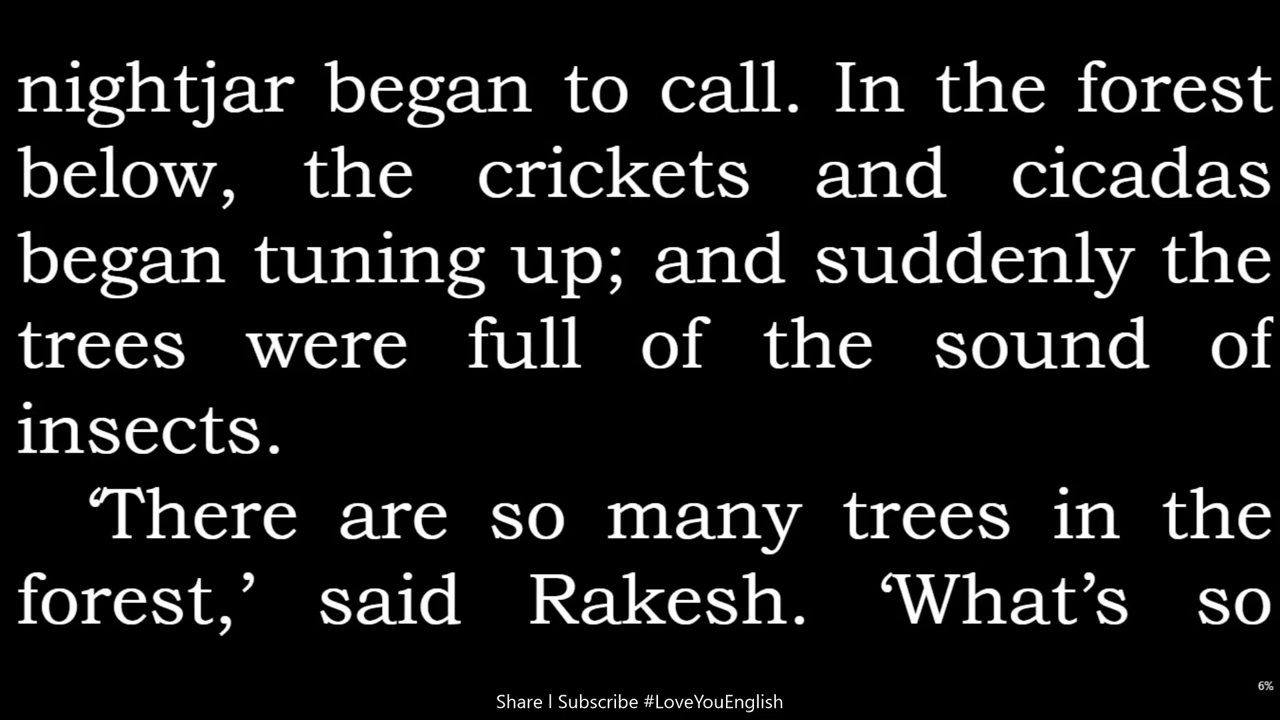 nightjar began to call. In the forest
below, the crickets and cicadas
began tuning up; and suddenly the
trees were full of the sound of
insects.
‘There are so many trees in the
forest,’ said Rakesh. ‘What’s so
6%
Share | Subscribe #LoveYouEnglish